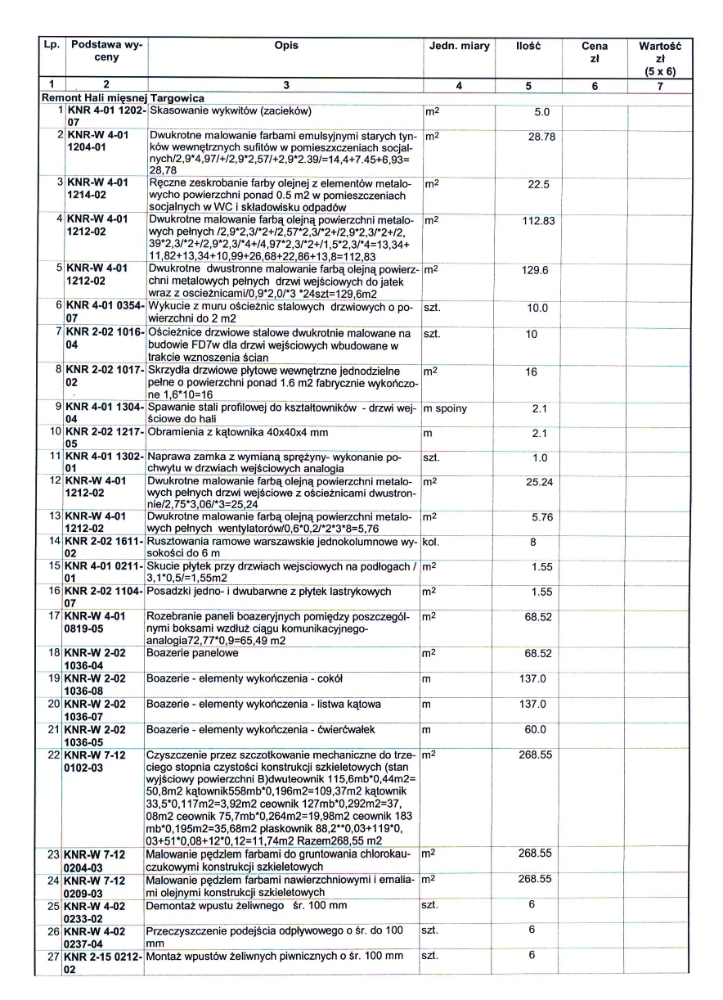 Lp. Podstawa wy- Opis Jedn. miary Ilość Cena Wartość
ceny zł zł
(5 x 6)
1 2 3 4 5 6 7
Remont Hali mięsnej Targowica
1 KNR 4-01 1202- Skasowanie wykwitów (zacieków) m2 5.0
07
2 KNR-W 4-01 Dwukrotne malowanie farbami emulsyjnymi starych tyn- m2 28.78
1204-01 ków wewnętrznych sufitów w pomieszxczeniach socjal-
nych/2,9*4,97/+/2,9*2,57/+2,9*2.39/=14,4+7.45+6,93=
28,78
3 KNR-W 4-01 Ręczne zeskrobanie farby olejnej z elementów metalo- m2 22.5
1214-02 wycho powierzchni ponad 0.5 m2 w pomieszczeniach
socjalnych w WC i składowisku odpadów
4 KNR-W 4-01 Dwukrotne malowanie farbą olejną powierzchni metalo- m2 112.83
1212-02 wych pełnych /2,9*2,3/*2+/2,57*2,3/*2+/2,9*2,3/*2+/2,
39*2,3/*2+/2,9*2,3/*4+/4,97*2,3/*2+/1,5*2,3/*4=13,34+
11,82+13,34+10,99+26,68+22,86+13,8=112,83
5 KNR-W 4-01 Dwukrotne dwustronne malowanie farbą olejną powierz- m2 129.6
1212-02 chni metalowych pełnych drzwi wejściowych do jatek
wraz z oscieżnicami/0,9*2,0/*3 *24szt=129,6m2
6 KNR 4-01 0354- Wykucie z muru ościeżnic stalowych drzwiowych o po- szt. 10.0
07 wierzchni do 2 m2
7 KNR 2-02 1016- Ościeżnice drzwiowe stalowe dwukrotnie malowane na szt. 10
04 budowie FD7w dla drzwi wejściowych wbudowane w
trakcie wznoszenia ścian
8 KNR 2-02 1017- Skrzydła drzwiowe płytowe wewnętrzne jednodzielne m2 16
02 pełne o powierzchni ponad 1.6 m2 fabrycznie wykończo-
ne 1,6*10=16
9 KNR 4-01 1304- Spawanie stali profilowej do kształtowników - drzwi wej- m spoiny 2.1
04 ściowe do hali
10 KNR 2-02 1217- Obramienia z kątownika 40x40x4 mm m 2.1
05
11 KNR 4-01 1302- Naprawa zamka z wymianą sprężyny- wykonanie po- szt. 1.0
01 chwytu w drzwiach wejściowych analogia
12 KNR-W 4-01 Dwukrotne malowanie farbą olejną powierzchni metalo- m2 25.24
1212-02 wych pełnych drzwi wejściowe z ościeżnicami dwustron-
nie/2,75*3,06/*3=25,24
13 KNR-W 4-01 Dwukrotne malowanie farbą olejną powierzchni metalo- m2 5.76
1212-02 wych pełnych wentylatorów/0,6*0,2/*2*3*8=5,76
14 KNR 2-02 1611- Rusztowania ramowe warszawskie jednokolumnowe wy- kol. 8
02 sokości do 6 m
15 KNR 4-01 0211- Skucie płytek przy drzwiach wejsciowych na podłogach / m2 1.55
01 3,1*0,5/=1,55m2
16 KNR 2-02 1104- Posadzki jedno- i dwubarwne z płytek lastrykowych m2 1.55
07
17 KNR-W 4-01 Rozebranie paneli boazeryjnych pomiędzy poszczegól- m2 68.52
0819-05 nymi boksami wzdłuż ciągu komunikacyjnego-
analogia72,77*0,9=65,49 m2
18 KNR-W 2-02 Boazerie panelowe m2 68.52
1036-04
19 KNR-W 2-02 Boazerie - elementy wykończenia - cokół m 137.0
1036-08
20 KNR-W 2-02 Boazerie - elementy wykończenia - listwa kątowa m 137.0
1036-07
21 KNR-W 2-02 Boazerie - elementy wykończenia - ćwierćwałek m 60.0
1036-05
22 KNR-W 7-12 Czyszczenie przez szczotkowanie mechaniczne do trze- m2 268.55
0102-03 ciego stopnia czystości konstrukcji szkieletowych (stan
wyjściowy powierzchni B)dwuteownik 115,6mb*0,44m2=
50,8m2 kątownik558mb*0,196m2=109,37m2 kątownik
33,5*0,117m2=3,92m2 ceownik 127mb*0,292m2=37,
08m2 ceownik 75,7mb*0,264m2=19,98m2 ceownik 183
mb*0,195m2=35,68m2 płaskownik 88,2**0,03+119*0,
03+51*0,08+12*0,12=11,74m2 Razem268,55 m2
23 KNR-W 7-12 Malowanie pędzlem farbami do gruntowania chlorokau- m2 268.55
0204-03 czukowymi konstrukcji szkieletowych
24 KNR-W 7-12 Malowanie pędzlem farbami nawierzchniowymi i emalia- m2 268.55
0209-03 mi olejnymi konstrukcji szkieletowych
25 KNR-W 4-02 Demontaż wpustu żeliwnego śr. 100 mm szt. 6
0233-02
26 KNR-W 4-02 Przeczyszczenie podejścia odpływowego o śr. do 100 szt. 6
0237-04 mm
27 KNR 2-15 0212- Montaż wpustów żeliwnych piwnicznych o śr. 100 mm szt. 6
02